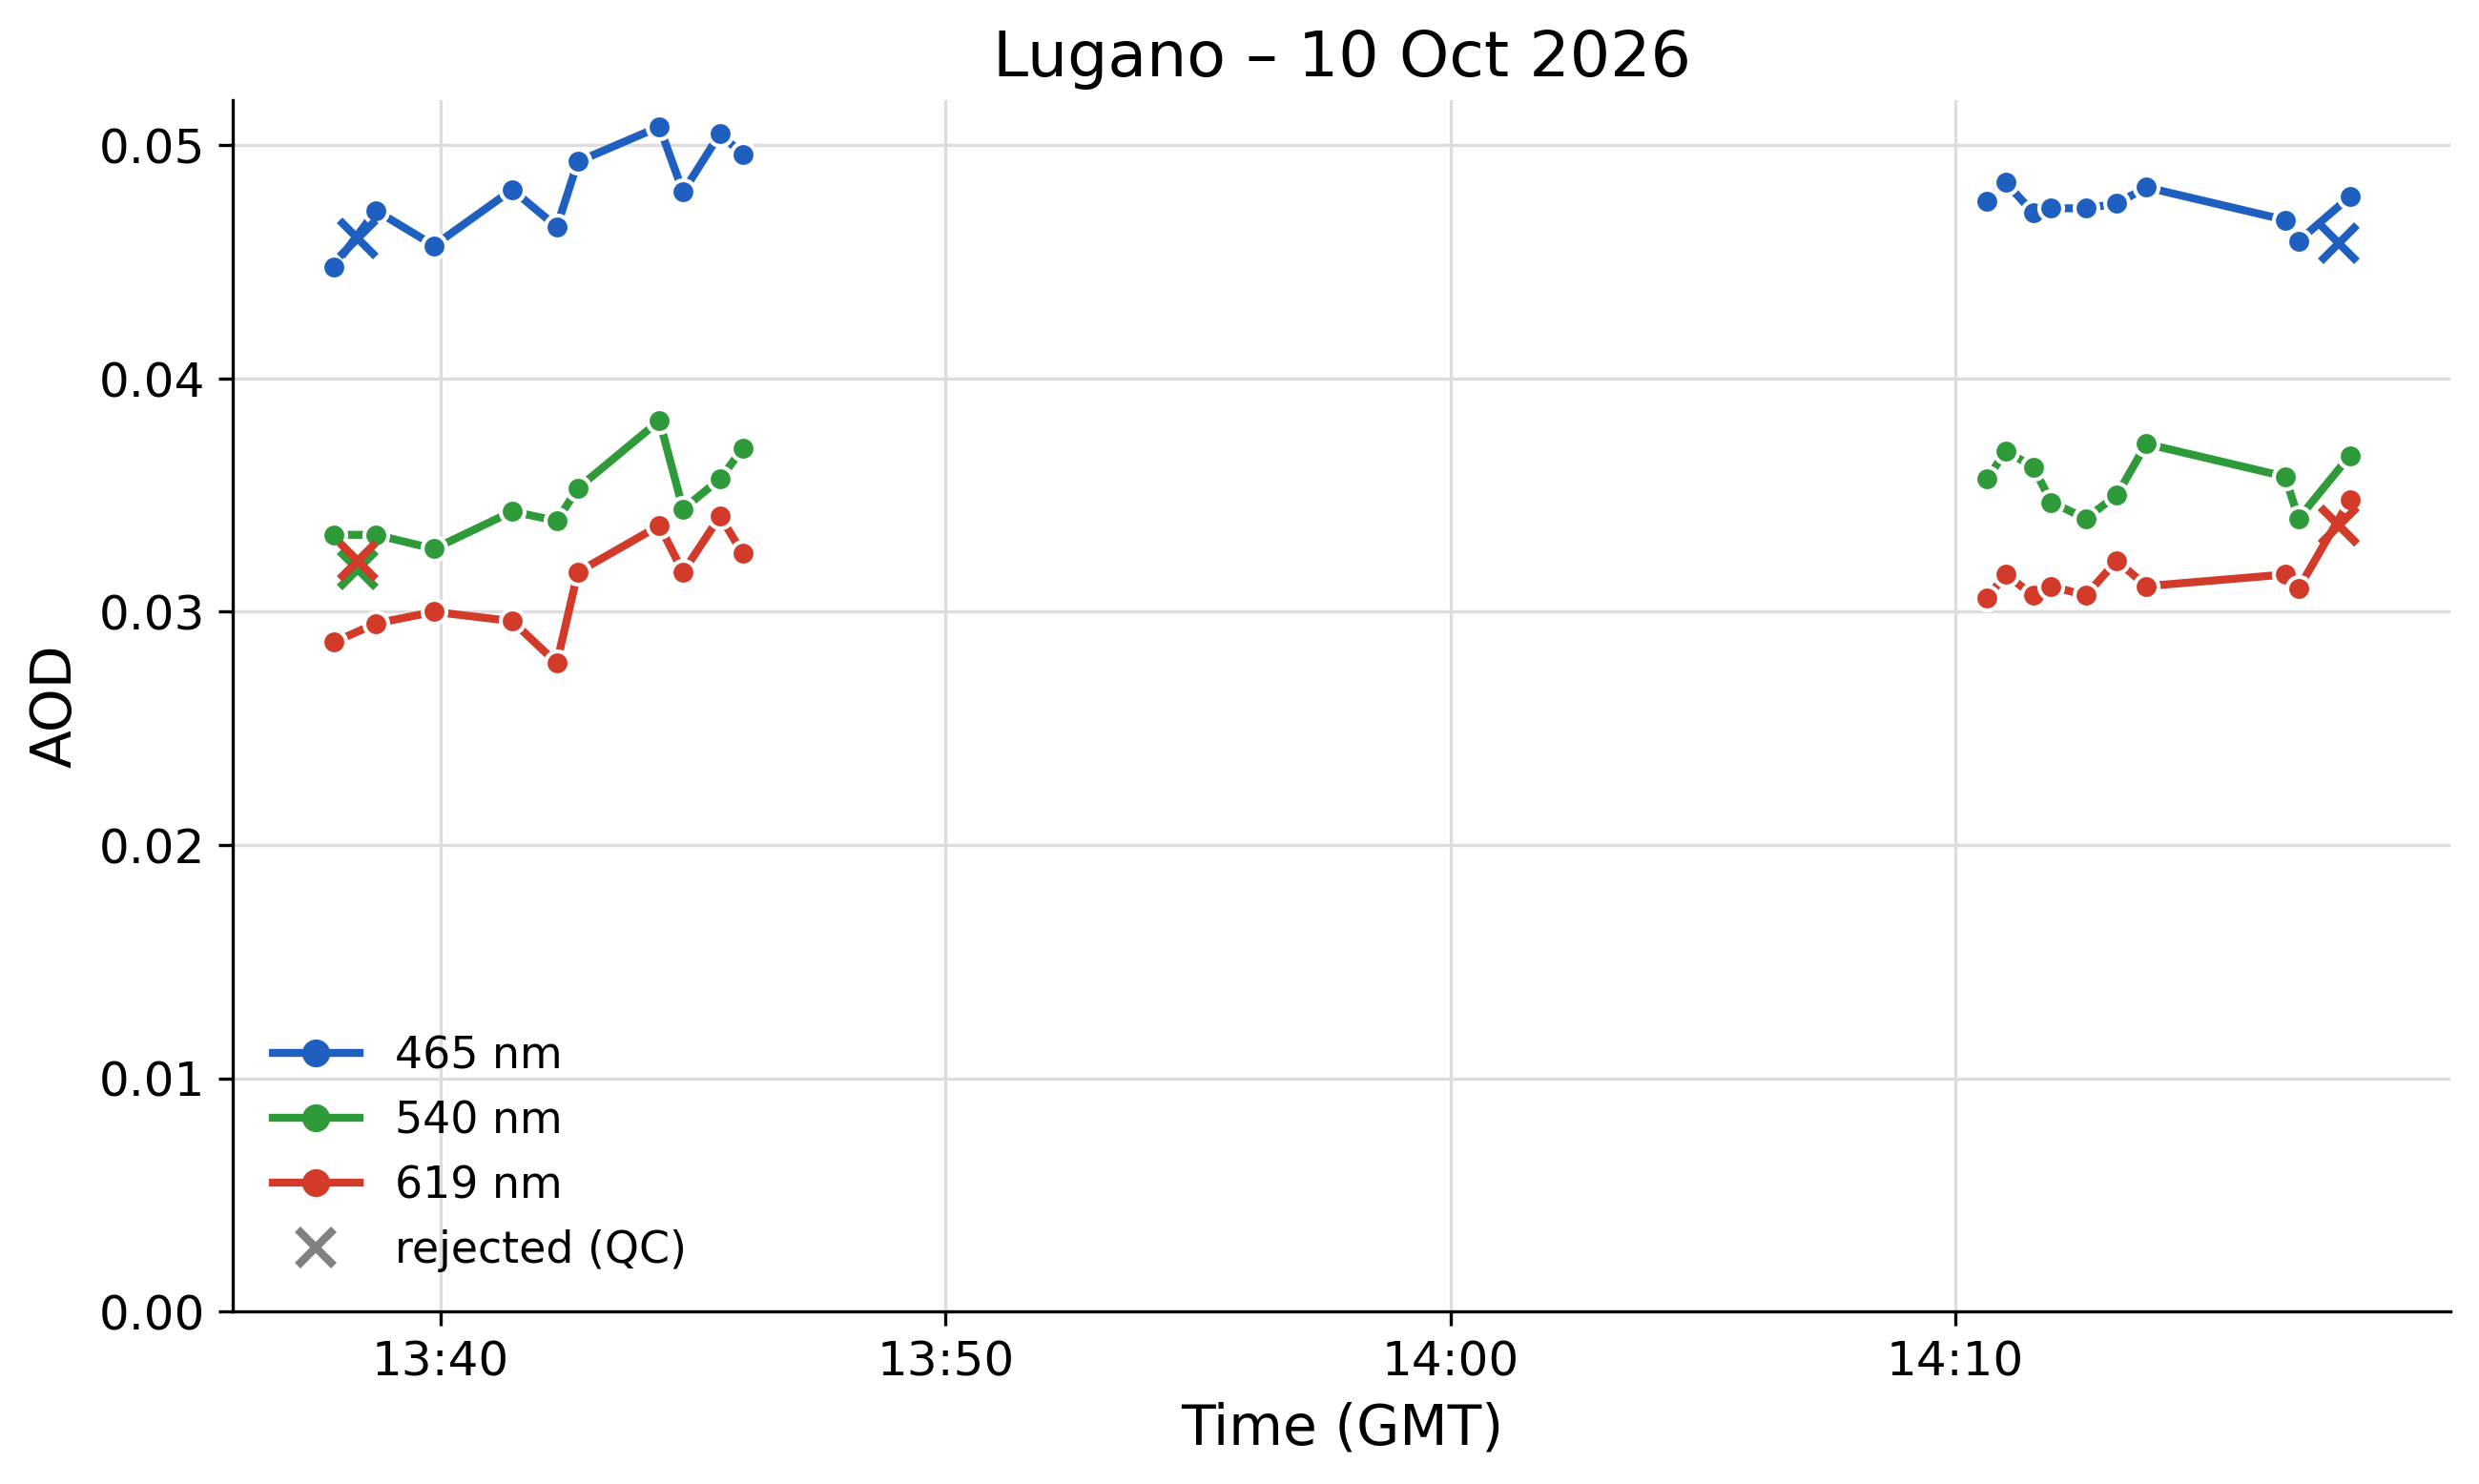 Lugano – 10 Oct 2026
0.05
0.04
0.03
0.02
0.01
0.00
AOD
465 nm
540 nm
619 nm
rejected (QC)
13:40 13:50 14:00 14:10
Time (GMT)